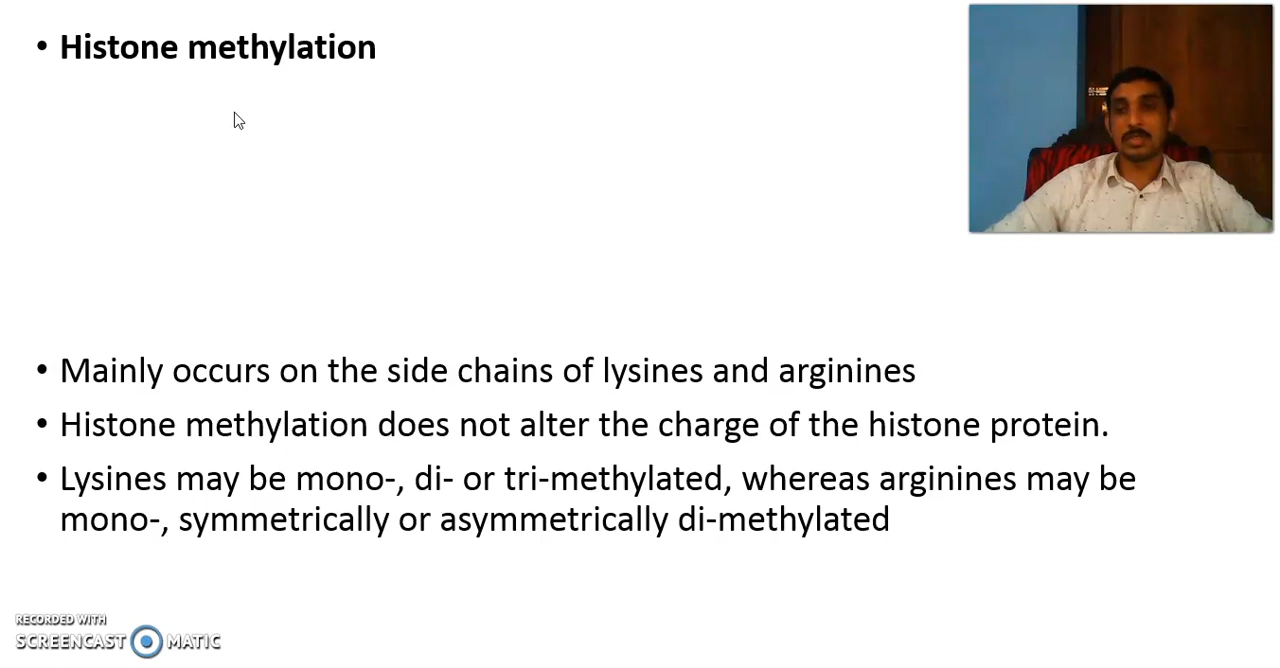 • Histone methylation
• Mainly occurs on the side chains of lysines and arginines
• Histone methylation does not alter the charge of the histone protein.
• Lysines may be mono-, di- or tri-methylated, whereas arginines may be
mono-, symmetrically or asymmetrically di-methylated
RECORDED WITH
SCREENCAST MATIC